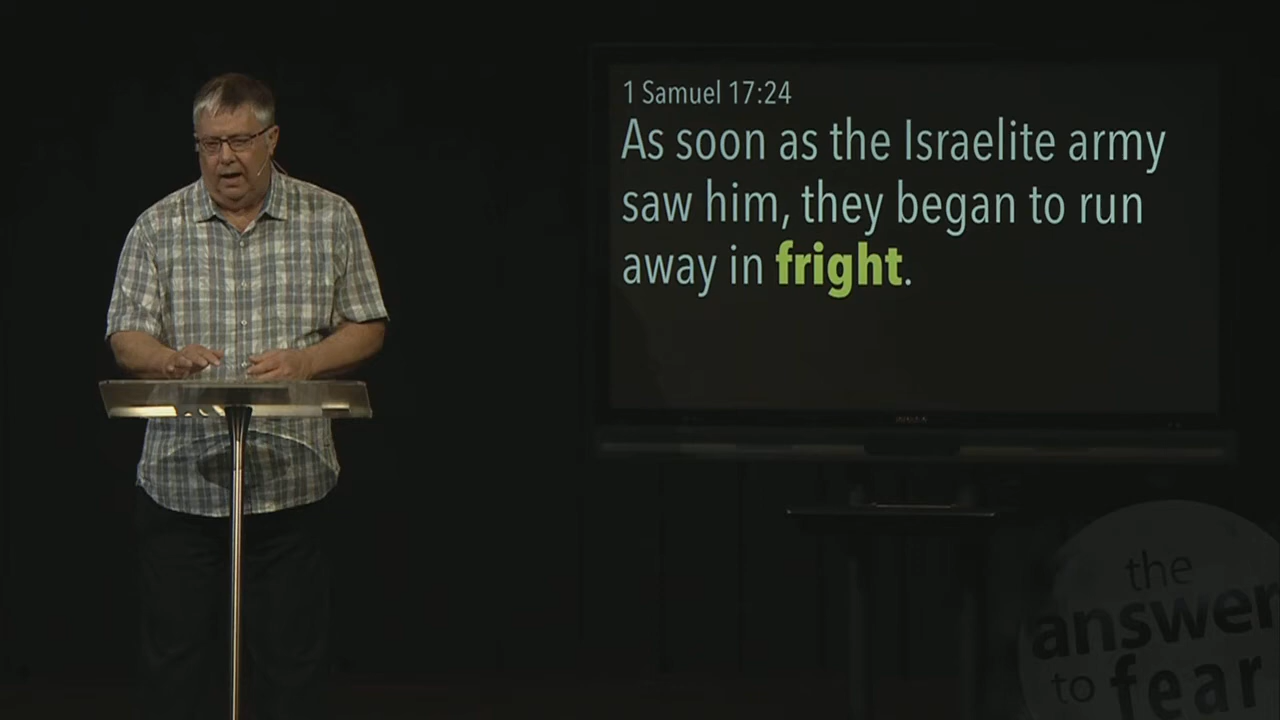 1 Samuel 17:24
As soon as the Israelite army
saw him, they began to run
away in fright.
the
answer
to fear